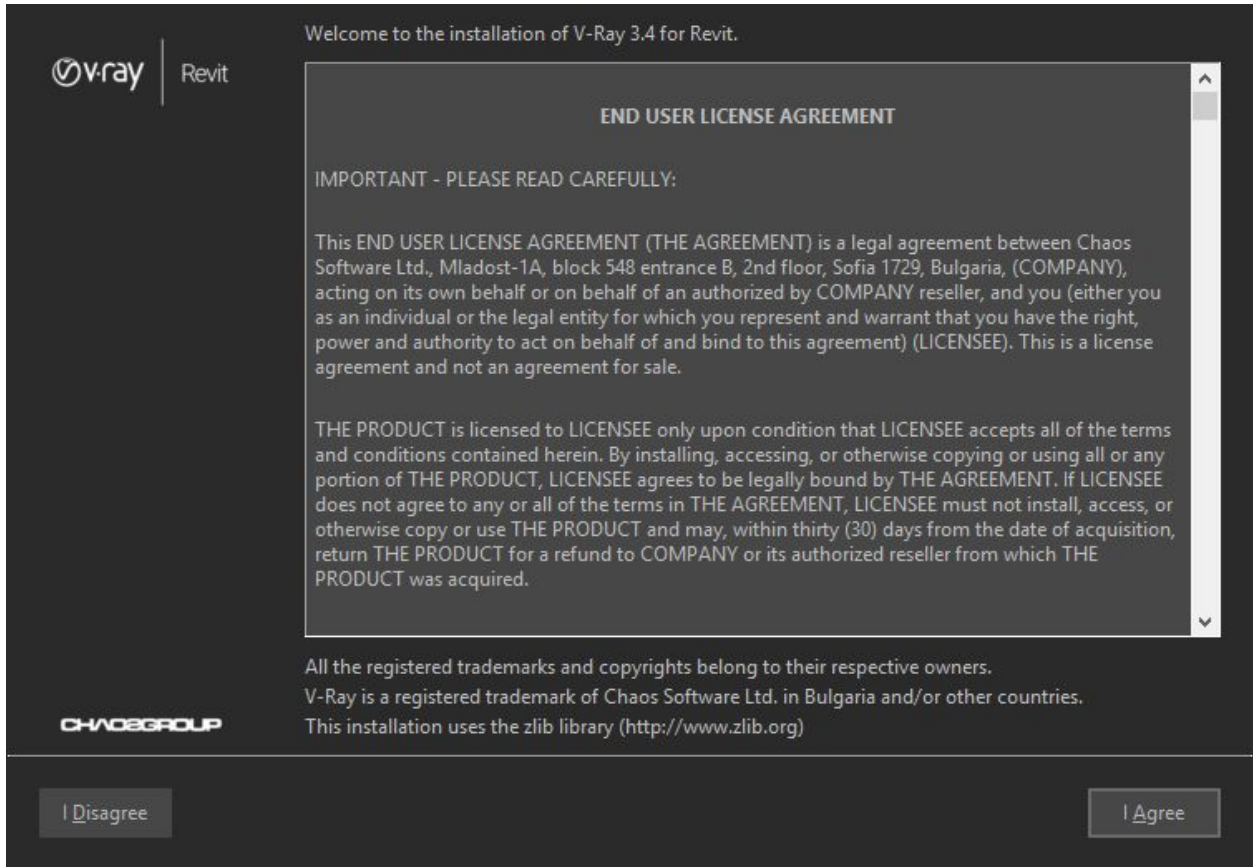 Welcome to the installation of V-Ray 3.4 for Revit.
v·ray | Revit
END USER LICENSE AGREEMENT
IMPORTANT - PLEASE READ CAREFULLY:
This END USER LICENSE AGREEMENT (THE AGREEMENT) is a legal agreement between Chaos
Software Ltd., Mladost-1A, block 548 entrance B, 2nd floor, Sofia 1729, Bulgaria, (COMPANY),
acting on its own behalf or on behalf of an authorized by COMPANY reseller, and you (either you
as an individual or the legal entity for which you represent and warrant that you have the right,
power and authority to act on behalf of and bind to this agreement) (LICENSEE). This is a license
agreement and not an agreement for sale.
THE PRODUCT is licensed to LICENSEE only upon condition that LICENSEE accepts all of the terms
and conditions contained herein. By installing, accessing, or otherwise copying or using all or any
portion of THE PRODUCT, LICENSEE agrees to be legally bound by THE AGREEMENT. If LICENSEE
does not agree to any or all of the terms in THE AGREEMENT, LICENSEE must not install, access, or
otherwise copy or use THE PRODUCT and may, within thirty (30) days from the date of acquisition,
return THE PRODUCT for a refund to COMPANY or its authorized reseller from which THE
PRODUCT was acquired.
All the registered trademarks and copyrights belong to their respective owners.
V-Ray is a registered trademark of Chaos Software Ltd. in Bulgaria and/or other countries.
This installation uses the zlib library (http://www.zlib.org)
CHAOSGROUP
I Disagree
I Agree